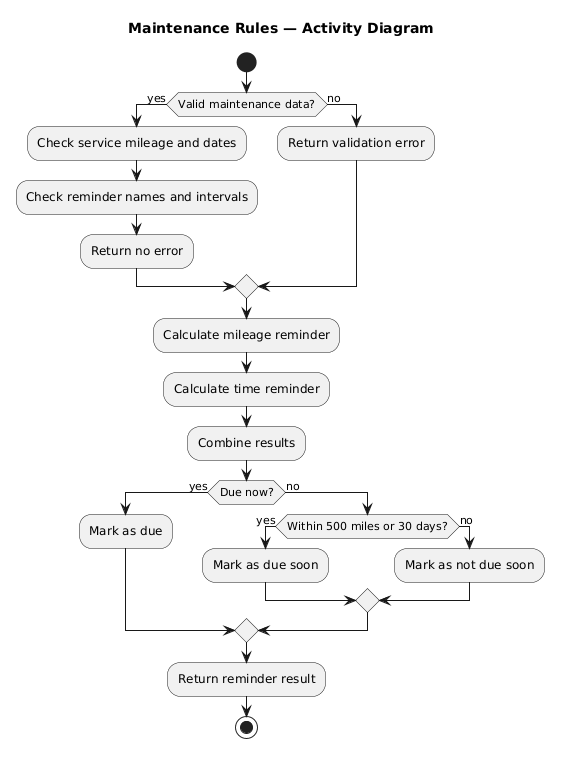 Maintenance Rules — Activity Diagram
yes
Valid maintenance data?
no
Check service mileage and dates
Return validation error
Check reminder names and intervals
Return no error
Calculate mileage reminder
Calculate time reminder
Combine results
yes
Due now?
no
Mark as due
yes
Within 500 miles or 30 days?
no
Mark as due soon
Mark as not due soon
Return reminder result